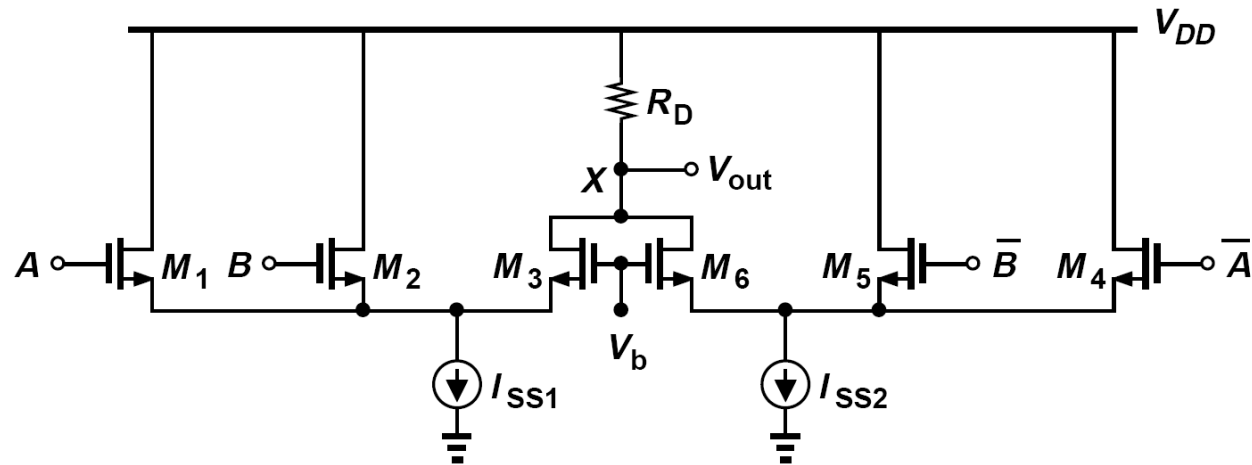 V_DD
R_D
X V_out
A M_1 B M_2 M_3 M_6 M_5 B̅ M_4 A̅
V_b
I_SS1 I_SS2